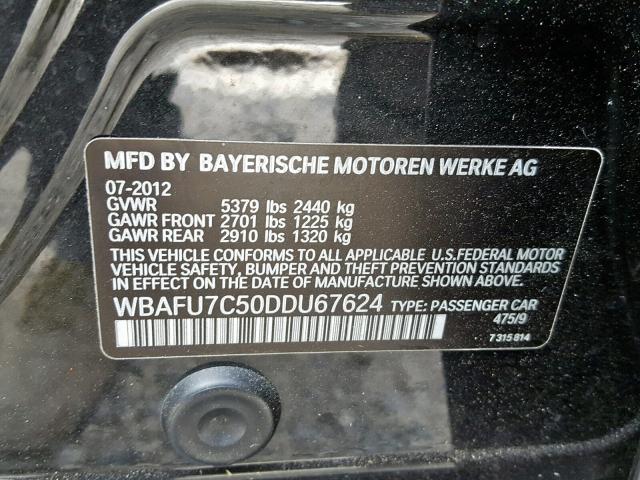 MFD BY BAYERISCHE MOTOREN WERKE AG
07-2012
GVWR 5379 lbs 2440 kg
GAWR FRONT 2701 lbs 1225 kg
GAWR REAR 2910 lbs 1320 kg
THIS VEHICLE CONFORMS TO ALL APPLICABLE U.S.FEDERAL MOTOR
VEHICLE SAFETY, BUMPER AND THEFT PREVENTION STANDARDS
IN EFFECT ON THE DATE OF MANUFACTURE SHOWN ABOVE.
WBAFU7C50DDU67624 TYPE: PASSENGER CAR
475/9
7315814